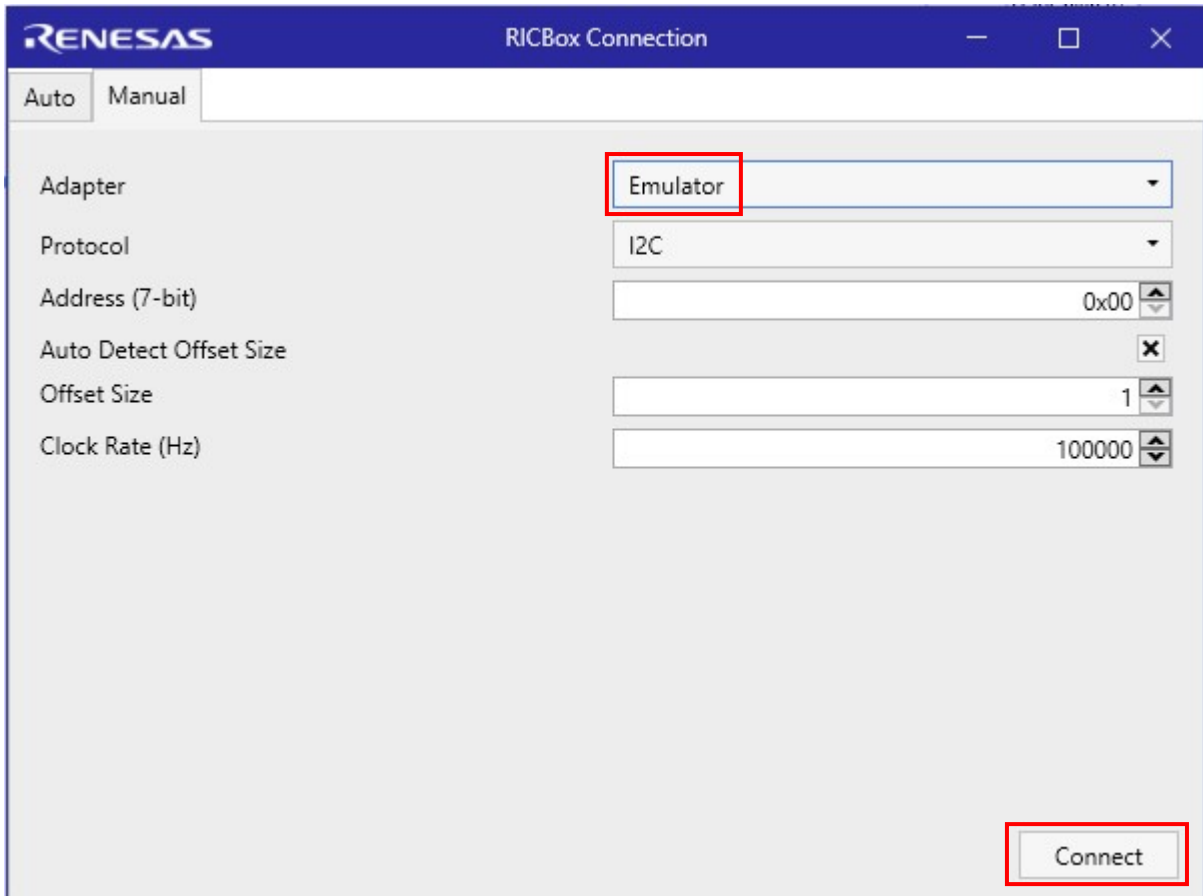 RENESAS RICBox Connection
Auto Manual
Adapter Emulator
Protocol I2C
Address (7-bit) 0x00
Auto Detect Offset Size
Offset Size 1
Clock Rate (Hz) 100000
Connect